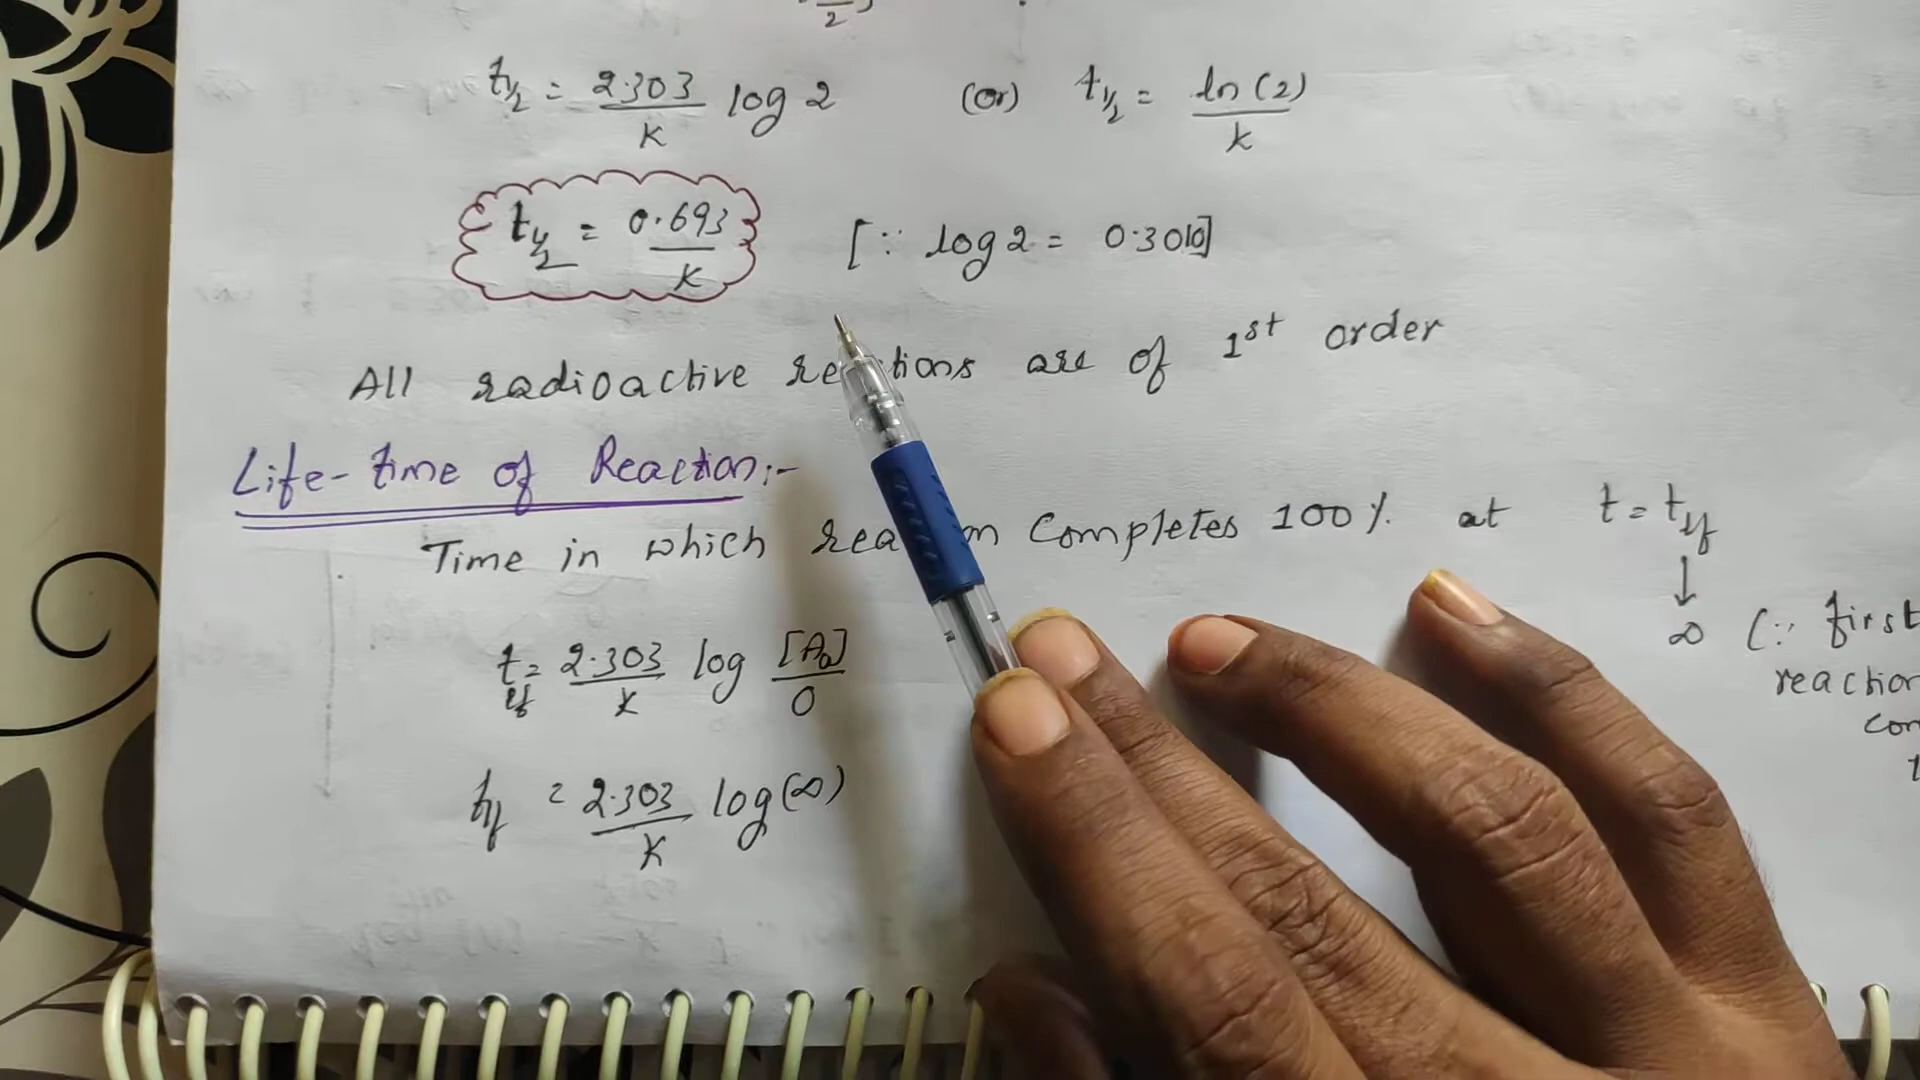 t½ = 2.303/K log 2 (or) t½ = ln(2)/k
t½ = 0.693/K [∵ log 2 = 0.3010]
All radioactive reactions are of 1st order
Life-time of Reaction:-
Time in which reaction Completes 100% at t = tlf
↓
∞ (∵ first
reaction
tlf = 2.303/K log [A₀]/0
tlf = 2.303/K log(∞)